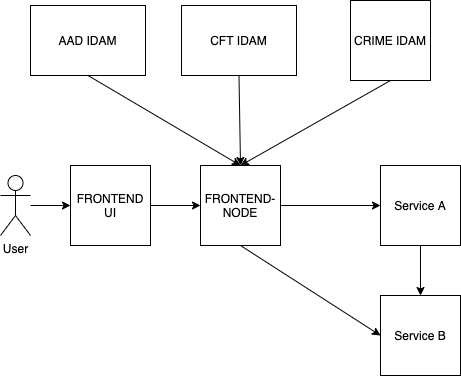 AAD IDAM
CFT IDAM
CRIME IDAM
FRONTEND
UI
FRONTEND-
NODE
Service A
User
Service B